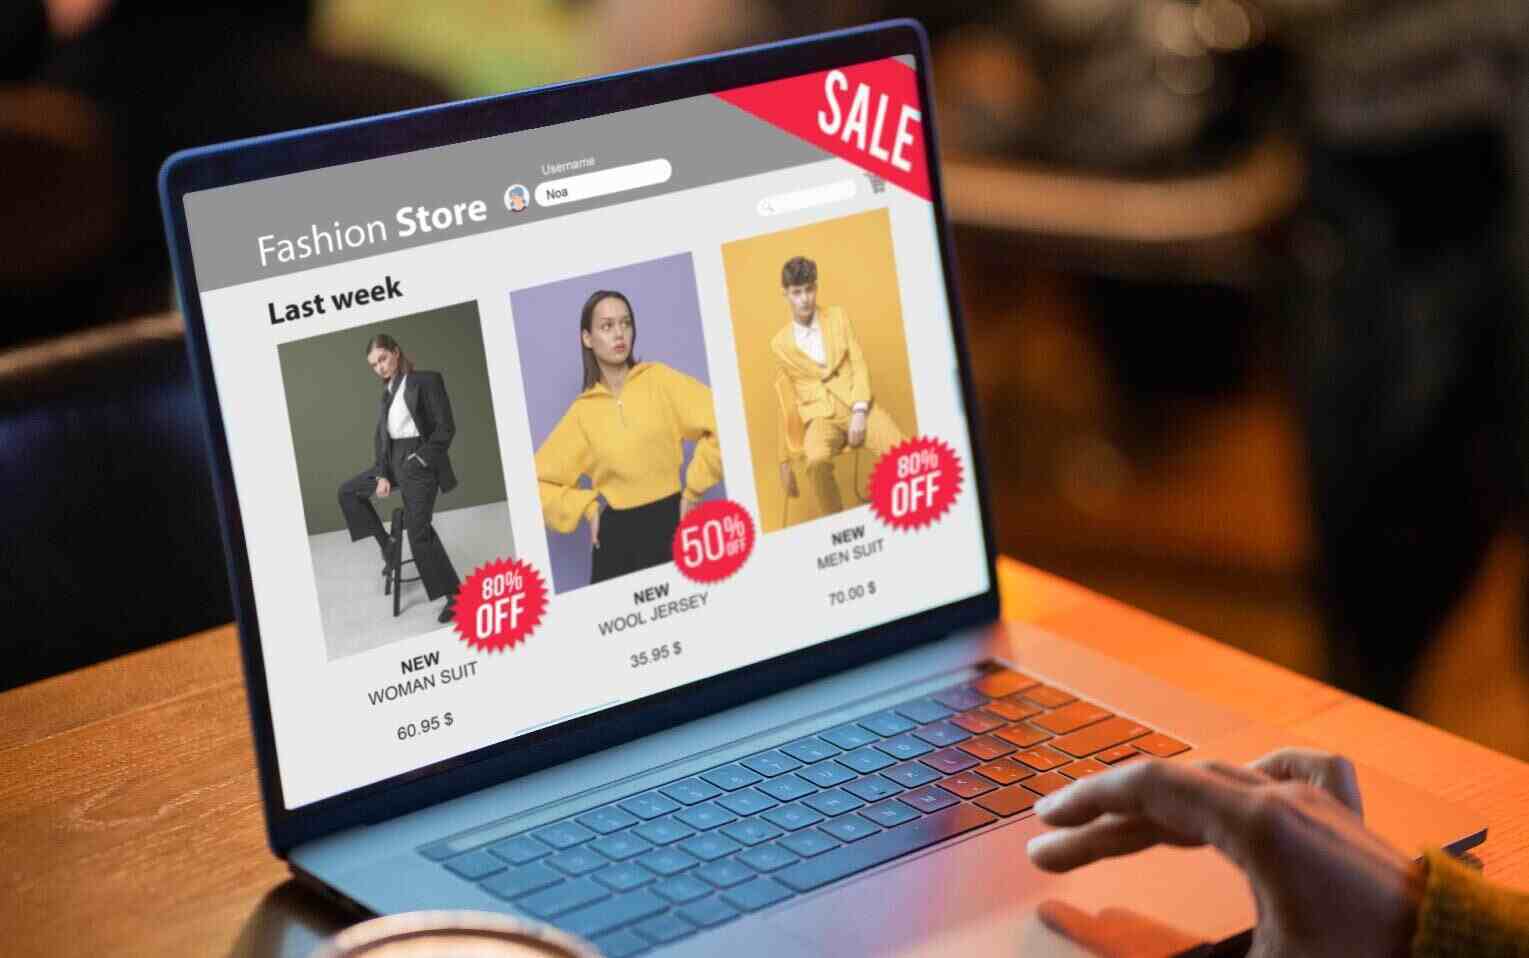 SALE
Username
Noa
Fashion Store
Last week
80%
OFF
NEW
WOMAN SUIT
60.95 $
50%
OFF
NEW
WOOL JERSEY
35.95 $
80%
OFF
NEW
MEN SUIT
70.00 $